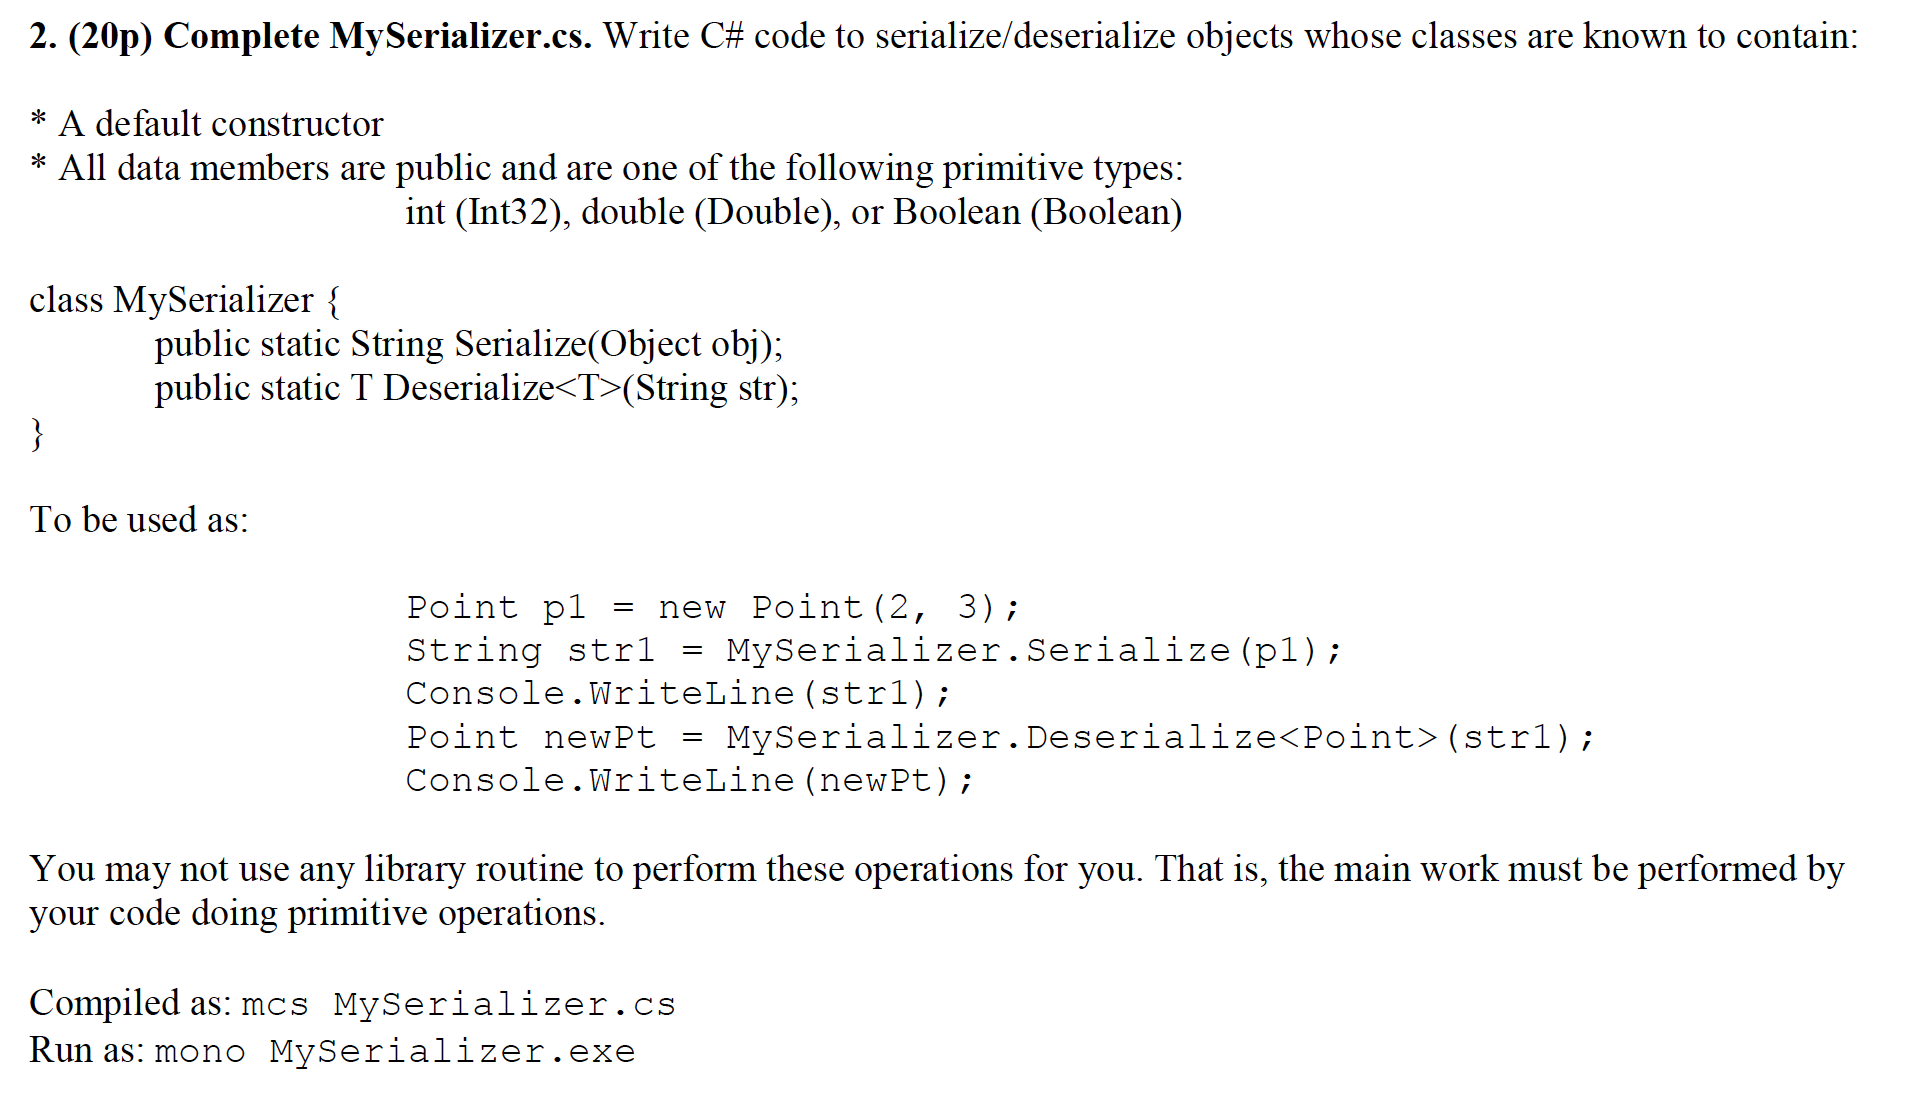 2. (20p) Complete MySerializer.cs. Write C# code to serialize/deserialize objects whose classes are known to contain:
* A default constructor
* All data members are public and are one of the following primitive types:
int (Int32), double (Double), or Boolean (Boolean)
class MySerializer {
public static String Serialize(Object obj);
public static T Deserialize<T>(String str);
}
To be used as:
Point p1 = new Point(2, 3);
String str1 = MySerializer.Serialize(p1);
Console.WriteLine(str1);
Point newPt = MySerializer.Deserialize<Point>(str1);
Console.WriteLine(newPt);
You may not use any library routine to perform these operations for you. That is, the main work must be performed by
your code doing primitive operations.
Compiled as: mcs MySerializer.cs
Run as: mono MySerializer.exe